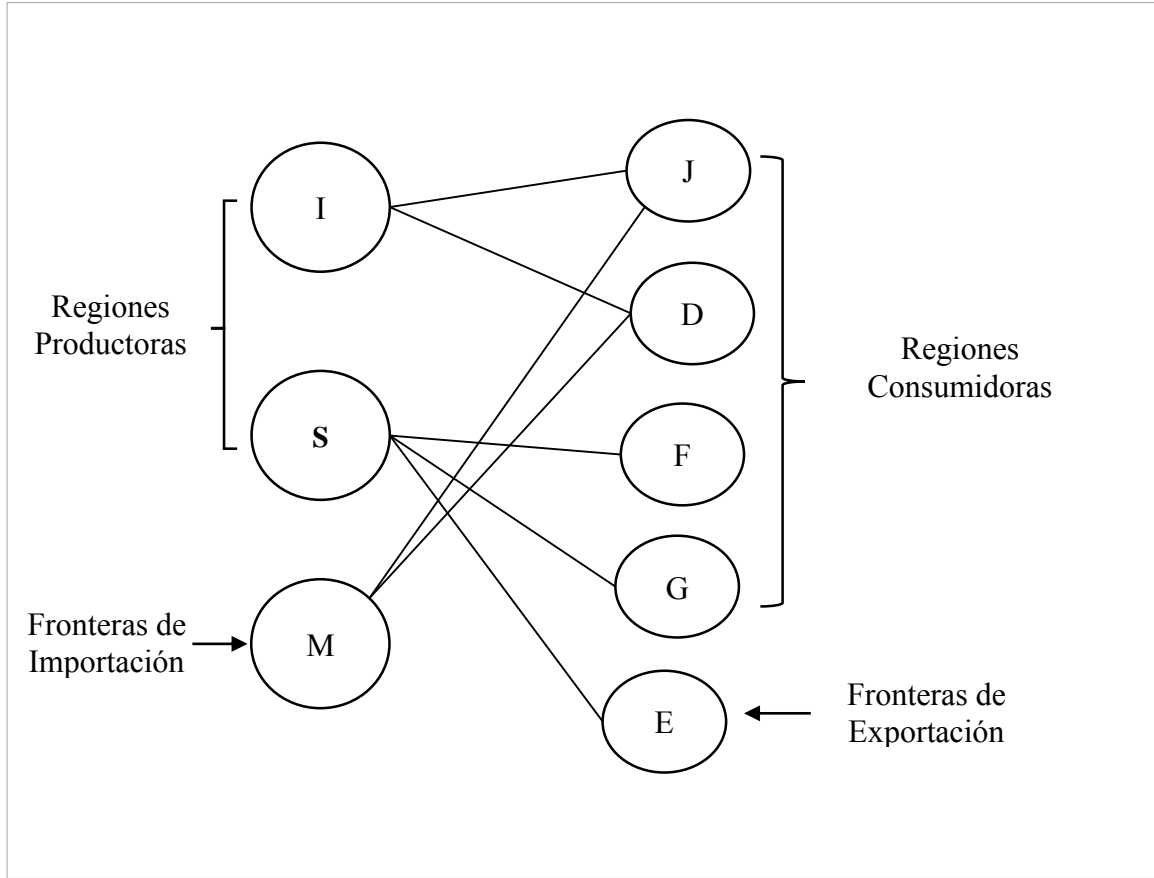 Regiones
Productoras
Fronteras de
Importación
I
S
M
J
D
F
G
E
Regiones
Consumidoras
Fronteras de
Exportación